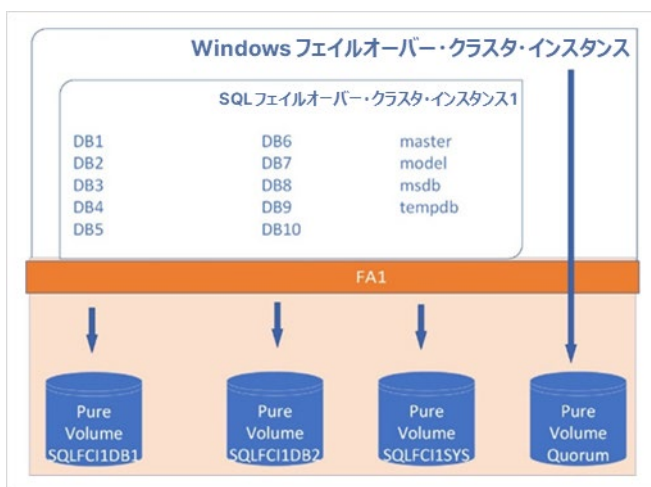 Windows フェイルオーバー・クラスタ・インスタンス
SQLフェイルオーバー・クラスタ・インスタンス1
DB1 DB6 master
DB2 DB7 model
DB3 DB8 msdb
DB4 DB9 tempdb
DB5 DB10
FA1
Pure
Volume
SQLFCI1DB1
Pure
Volume
SQLFCI1DB2
Pure
Volume
SQLFCI1SYS
Pure
Volume
Quorum